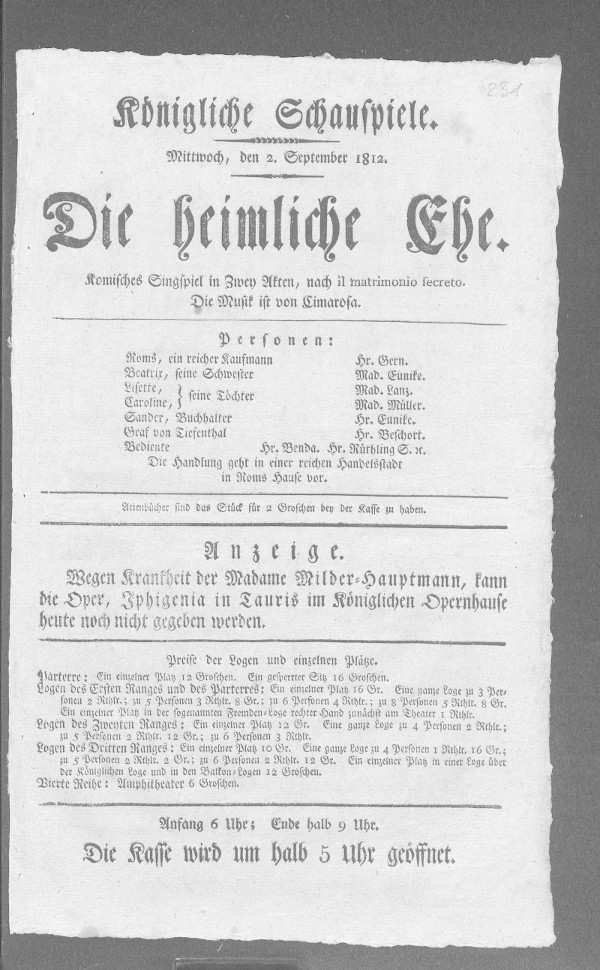 231
Königliche Schauspiele.
Mittwoch, den 2. September 1812.
Die heimliche Ehe.
Komisches Singspiel in Zwey Akten, nach il matrimonio secreto.
Die Musik ist von Cimarosa.
Personen:
Roms, ein reicher Kaufmann Hr. Gern.
Beatrix, seine Schwester Mad. Eunike.
Lisette, } seine Töchter Mad. Lanz.
Caroline, Mad. Müller.
Sander, Buchhalter Hr. Eunike.
Graf von Tiefenthal Hr. Beschort.
Bediente Hr. Benda. Hr. Rüthling S. ꝛc.
Die Handlung geht in einer reichen Handelsstadt
in Roms Hause vor.
Arienbücher sind das Stück für 2 Groschen bey der Kasse zu haben.
Anzeige.
Wegen Krankheit der Madame Milder-Hauptmann, kann
die Oper, Iphigenia in Tauris im Königlichen Opernhause
heute noch nicht gegeben werden.
Preise der Logen und einzelnen Plätze.
Parterre: Ein einzelner Platz 12 Groschen. Ein gesperrter Sitz 16 Groschen.
Logen des Ersten Ranges und des Parterres: Ein einzelner Platz 16 Gr. Eine ganze Loge zu 3 Per-
sonen 2 Rthlr.; zu 5 Personen 3 Rthlr. 8 Gr.; zu 6 Personen 4 Rthlr.; zu 8 Personen 5 Rthlr. 8 Gr.
Ein einzelner Platz in der sogenannten Fremden-Loge rechter Hand zunächst am Theater 1 Rthlr.
Logen des Zweyten Ranges: Ein einzelner Platz 12 Gr. Eine ganze Loge zu 4 Personen 2 Rthlr.;
zu 5 Personen 2 Rthlr. 12 Gr.; zu 6 Personen 3 Rthlr.
Logen des Dritten Ranges: Ein einzelner Platz 10 Gr. Eine ganze Loge zu 4 Personen 1 Rthlr. 16 Gr.;
zu 5 Personen 2 Rthlr. 2 Gr.; zu 6 Personen 2 Rthlr. 12 Gr. Ein einzelner Platz in einer Loge über
der Königlichen Loge und in den Balkon-Logen 12 Groschen.
Vierte Reihe: Amphitheater 6 Groschen.
Anfang 6 Uhr; Ende halb 9 Uhr.
Die Kasse wird um halb 5 Uhr geöffnet.